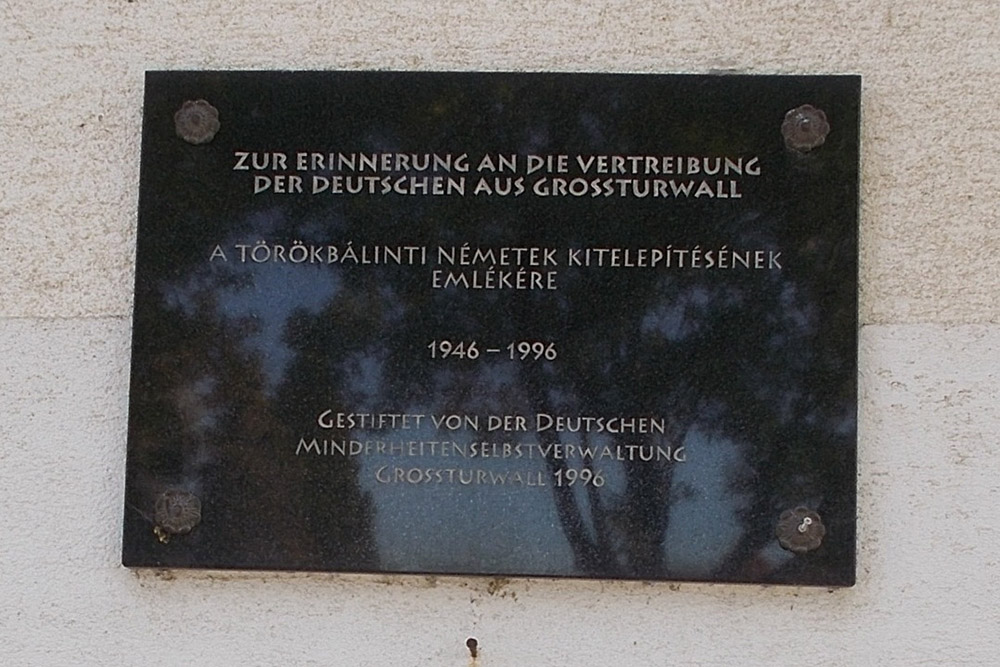 ZUR ERINNERUNG AN DIE VERTREIBUNG
DER DEUTSCHEN AUS GROSSTURWALL
A TÖRÖKBÁLINTI NÉMETEK KITELEPÍTÉSÉNEK
EMLÉKÉRE
1946 – 1996
GESTIFTET VON DER DEUTSCHEN
MINDERHEITENSELBSTVERWALTUNG
GROSSTURWALL 1996